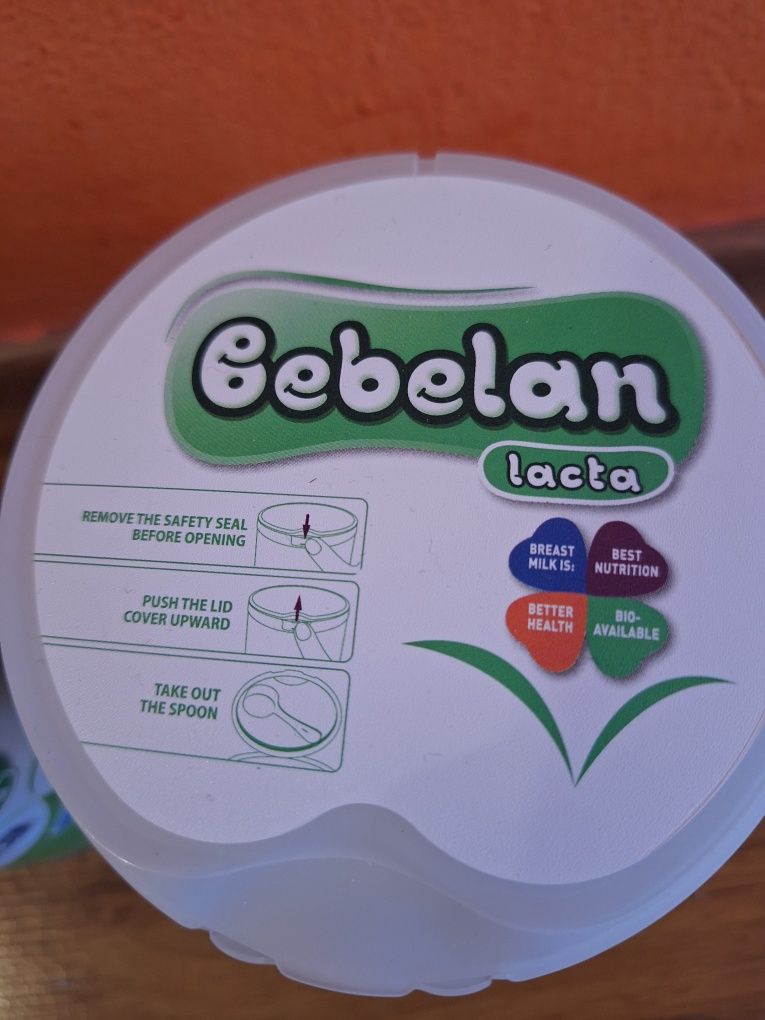 Bebelan
lacta
REMOVE THE SAFETY SEAL
BEFORE OPENING
PUSH THE LID
COVER UPWARD
TAKE OUT
THE SPOON
BREAST
MILK IS:
BEST
NUTRITION
BETTER
HEALTH
BIO-
AVAILABLE